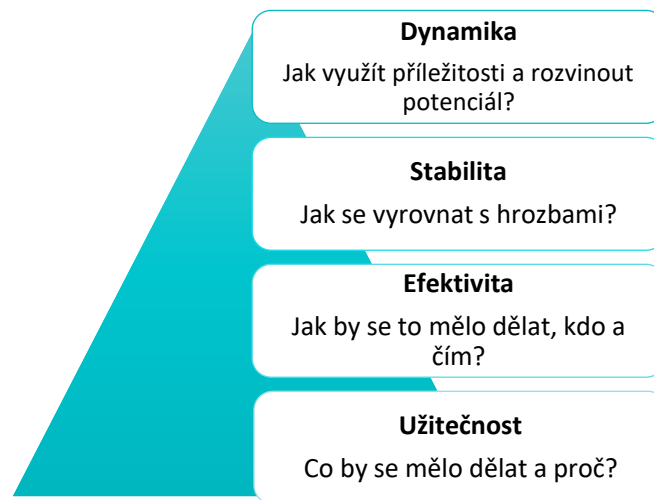 Dynamika
Jak využít příležitosti a rozvinout
potenciál?
Stabilita
Jak se vyrovnat s hrozbami?
Efektivita
Jak by se to mělo dělat, kdo a
čím?
Užitečnost
Co by se mělo dělat a proč?